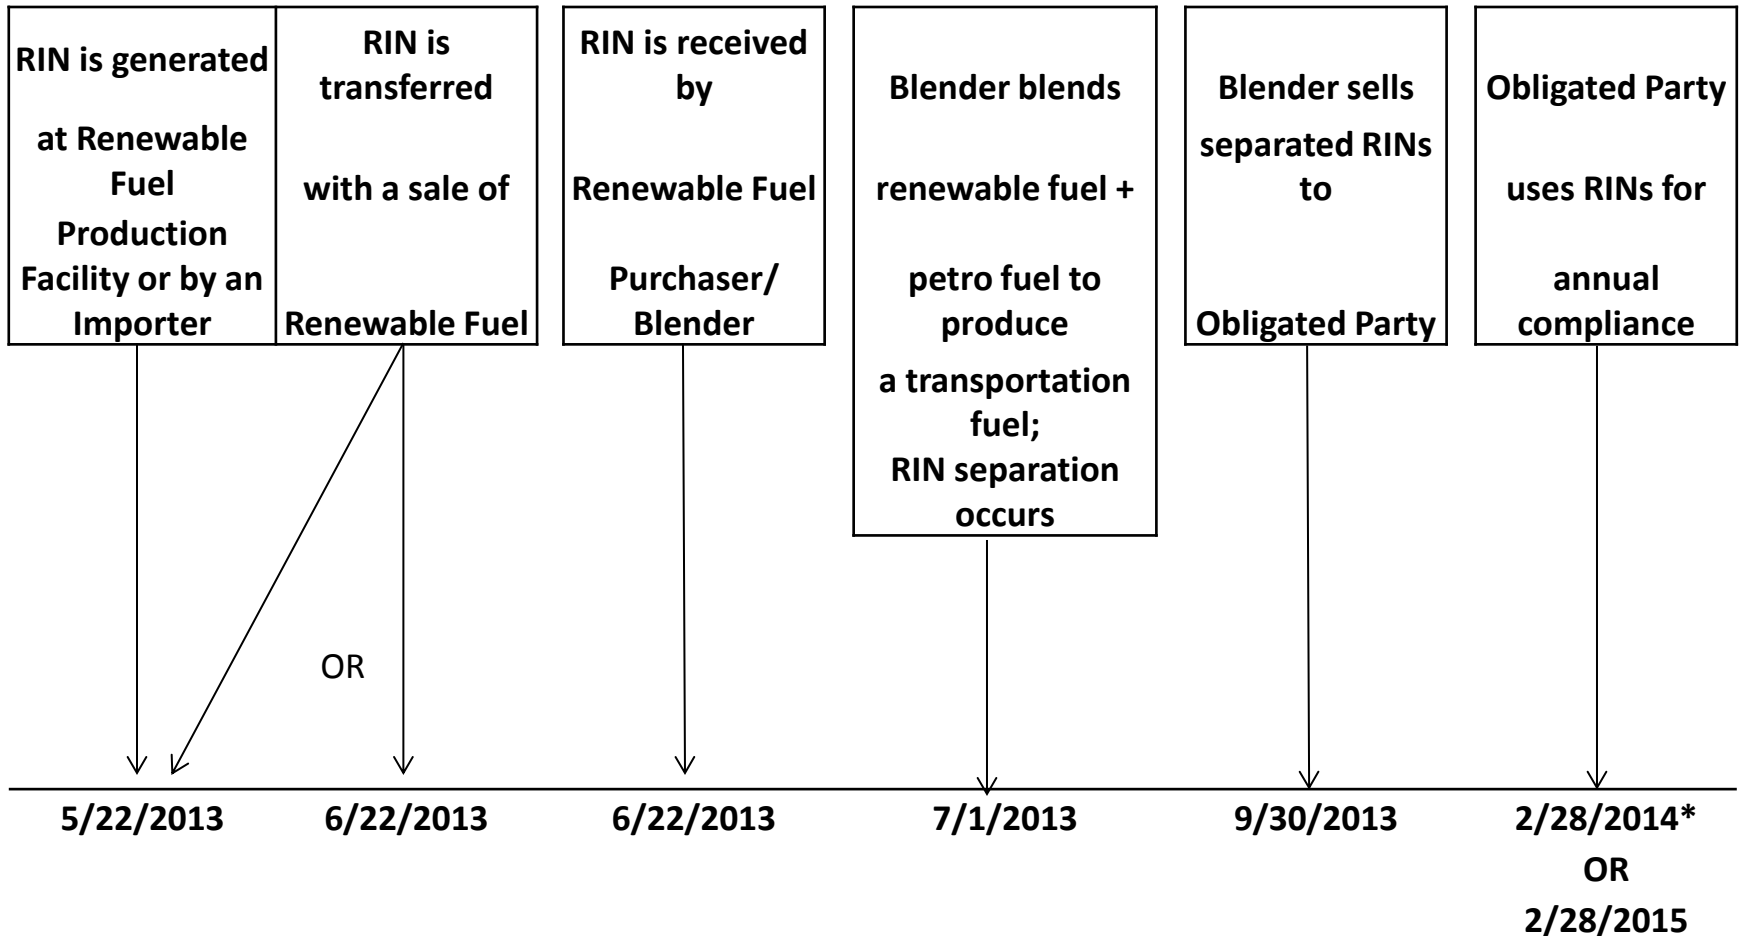 RIN is generated
at Renewable
Fuel
Production
Facility or by an
Importer
RIN is
transferred
with a sale of
Renewable Fuel
RIN is received
by
Renewable Fuel
Purchaser/
Blender
Blender blends
renewable fuel +
petro fuel to
produce
a transportation
fuel;
RIN separation
occurs
Blender sells
separated RINs
to
Obligated Party
Obligated Party
uses RINs for
annual
compliance
OR
5/22/2013
6/22/2013
6/22/2013
7/1/2013
9/30/2013
2/28/2014*
OR
2/28/2015